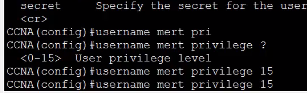 secret Specify the secret for the user
<cr>
CCNA(config)#username mert pri
CCNA(config)#username mert privilege ?
<0-15> User privilege level
CCNA(config)#username mert privilege 15
CCNA(config)#username mert privilege 15